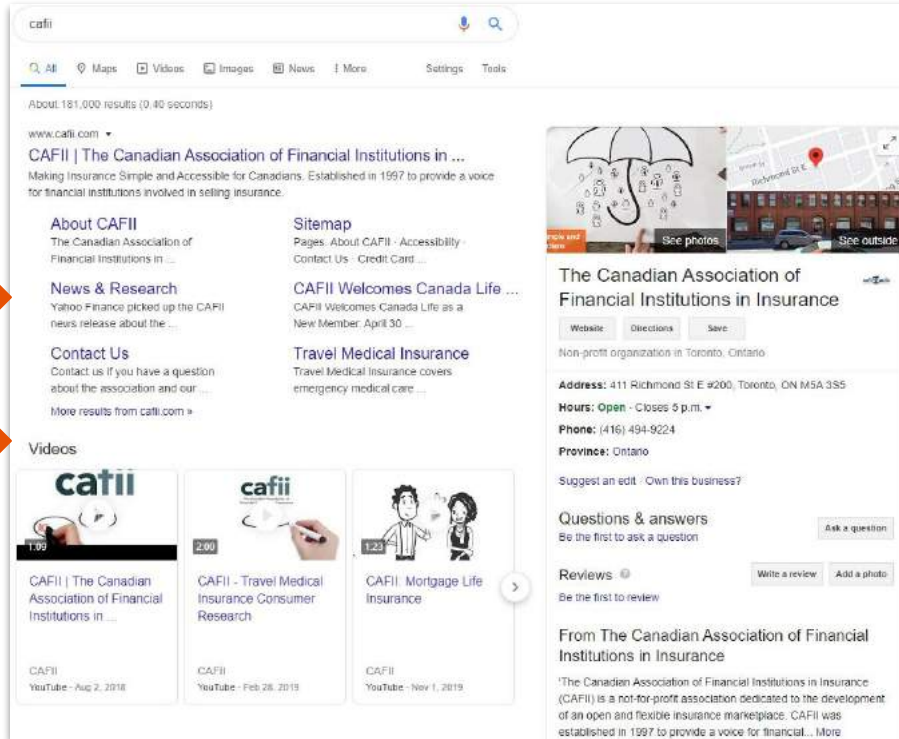 cafii
All Maps Videos Images News More Settings Tools
About 181,000 results (0.40 seconds)
www.cafii.com
CAFII | The Canadian Association of Financial Institutions in ...
Making Insurance Simple and Accessible for Canadians. Established in 1997 to provide a voice
for financial institutions involved in selling insurance.
About CAFII
The Canadian Association of
Financial Institutions in ...
Sitemap
Pages. About CAFII · Accessibility ·
Contact Us · Credit Card ...
News & Research
Yahoo Finance picked up the CAFII
news release about the ...
CAFII Welcomes Canada Life ...
CAFII Welcomes Canada Life as a
New Member. April 30 ...
Contact Us
Contact us if you have a question
about the association and our ...
Travel Medical Insurance
Travel Medical Insurance covers
emergency medical care ...
More results from cafii.com »
Videos
cafii
1:09
CAFII | The Canadian
Association of Financial
Institutions in ...
CAFII
YouTube - Aug 2, 2018
cafii
2:00
CAFII - Travel Medical
Insurance Consumer
Research
CAFII
YouTube - Feb 28, 2019
1:23
CAFII: Mortgage Life
Insurance
CAFII
YouTube - Nov 1, 2019
See photos
Richmond St E
See outside
The Canadian Association of
Financial Institutions in Insurance
Website Directions Save
Non-profit organization in Toronto, Ontario
Address: 411 Richmond St E #200, Toronto, ON M5A 3S5
Hours: Open · Closes 5 p.m.
Phone: (416) 494-9224
Province: Ontario
Suggest an edit · Own this business?
Questions & answers
Be the first to ask a question
Ask a question
Reviews
Write a review Add a photo
Be the first to review
From The Canadian Association of Financial
Institutions in Insurance
"The Canadian Association of Financial Institutions in Insurance
(CAFII) is a not-for-profit association dedicated to the development
of an open and flexible insurance marketplace. CAFII was
established in 1997 to provide a voice for financial... More